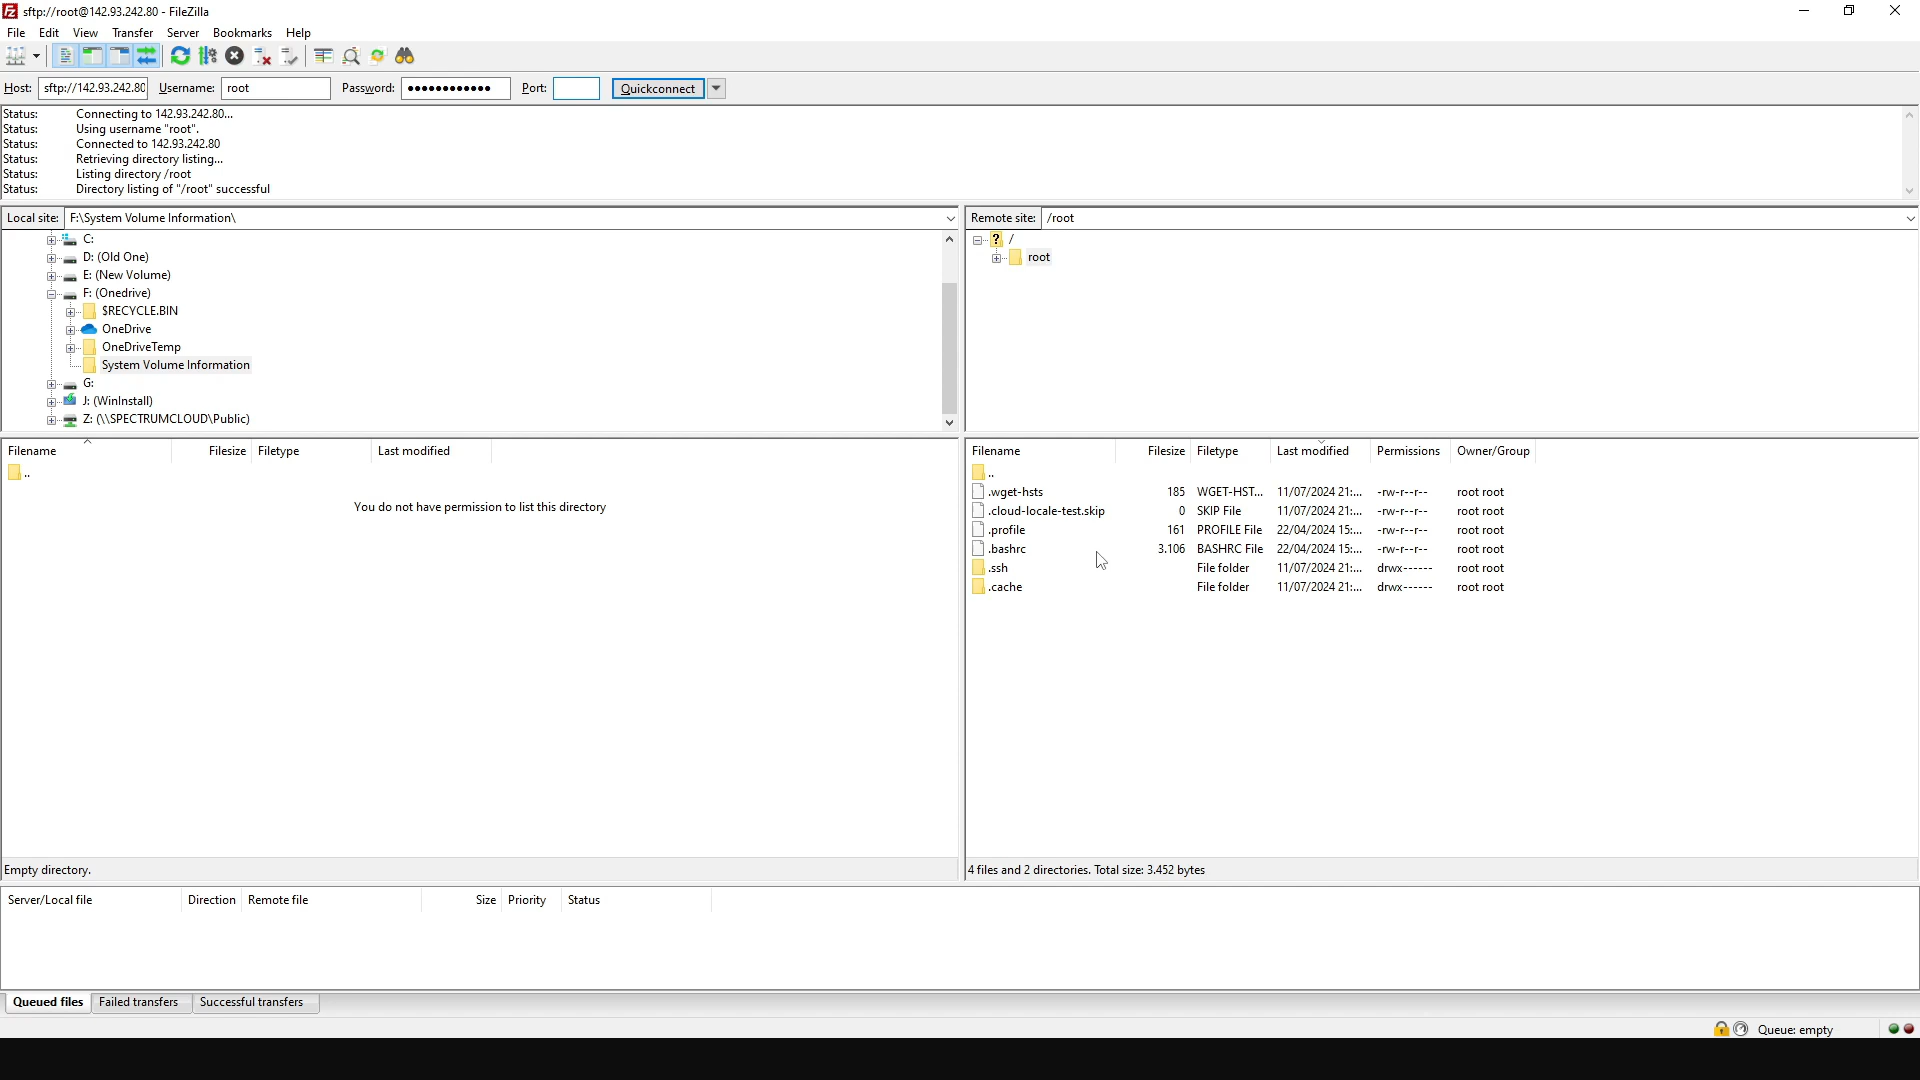 sftp://root@142.93.242.80 - FileZilla
File Edit View Transfer Server Bookmarks Help
Host: sftp://142.93.242.80 Username: root Password: ●●●●●●●●●●●● Port: Quickconnect
Status: Connecting to 142.93.242.80...
Status: Using username "root".
Status: Connected to 142.93.242.80
Status: Retrieving directory listing...
Status: Listing directory /root
Status: Directory listing of "/root" successful
Local site: F:\System Volume Information\
C:
D: (Old One)
E: (New Volume)
F: (Onedrive)
$RECYCLE.BIN
OneDrive
OneDriveTemp
System Volume Information
G:
J: (WinInstall)
Z: (\\SPECTRUMCLOUD\Public)
Remote site: /root
/
root
Filename Filesize Filetype Last modified
..
You do not have permission to list this directory
Empty directory.
Filename Filesize Filetype Last modified Permissions Owner/Group
..
.wget-hsts 185 WGET-HST... 11/07/2024 21:... -rw-r--r-- root root
.cloud-locale-test.skip 0 SKIP File 11/07/2024 21:... -rw-r--r-- root root
.profile 161 PROFILE File 22/04/2024 15:... -rw-r--r-- root root
.bashrc 3.106 BASHRC File 22/04/2024 15:... -rw-r--r-- root root
.ssh File folder 11/07/2024 21:... drwx------ root root
.cache File folder 11/07/2024 21:... drwx------ root root
4 files and 2 directories. Total size: 3.452 bytes
Server/Local file Direction Remote file Size Priority Status
Queued files Failed transfers Successful transfers
Queue: empty